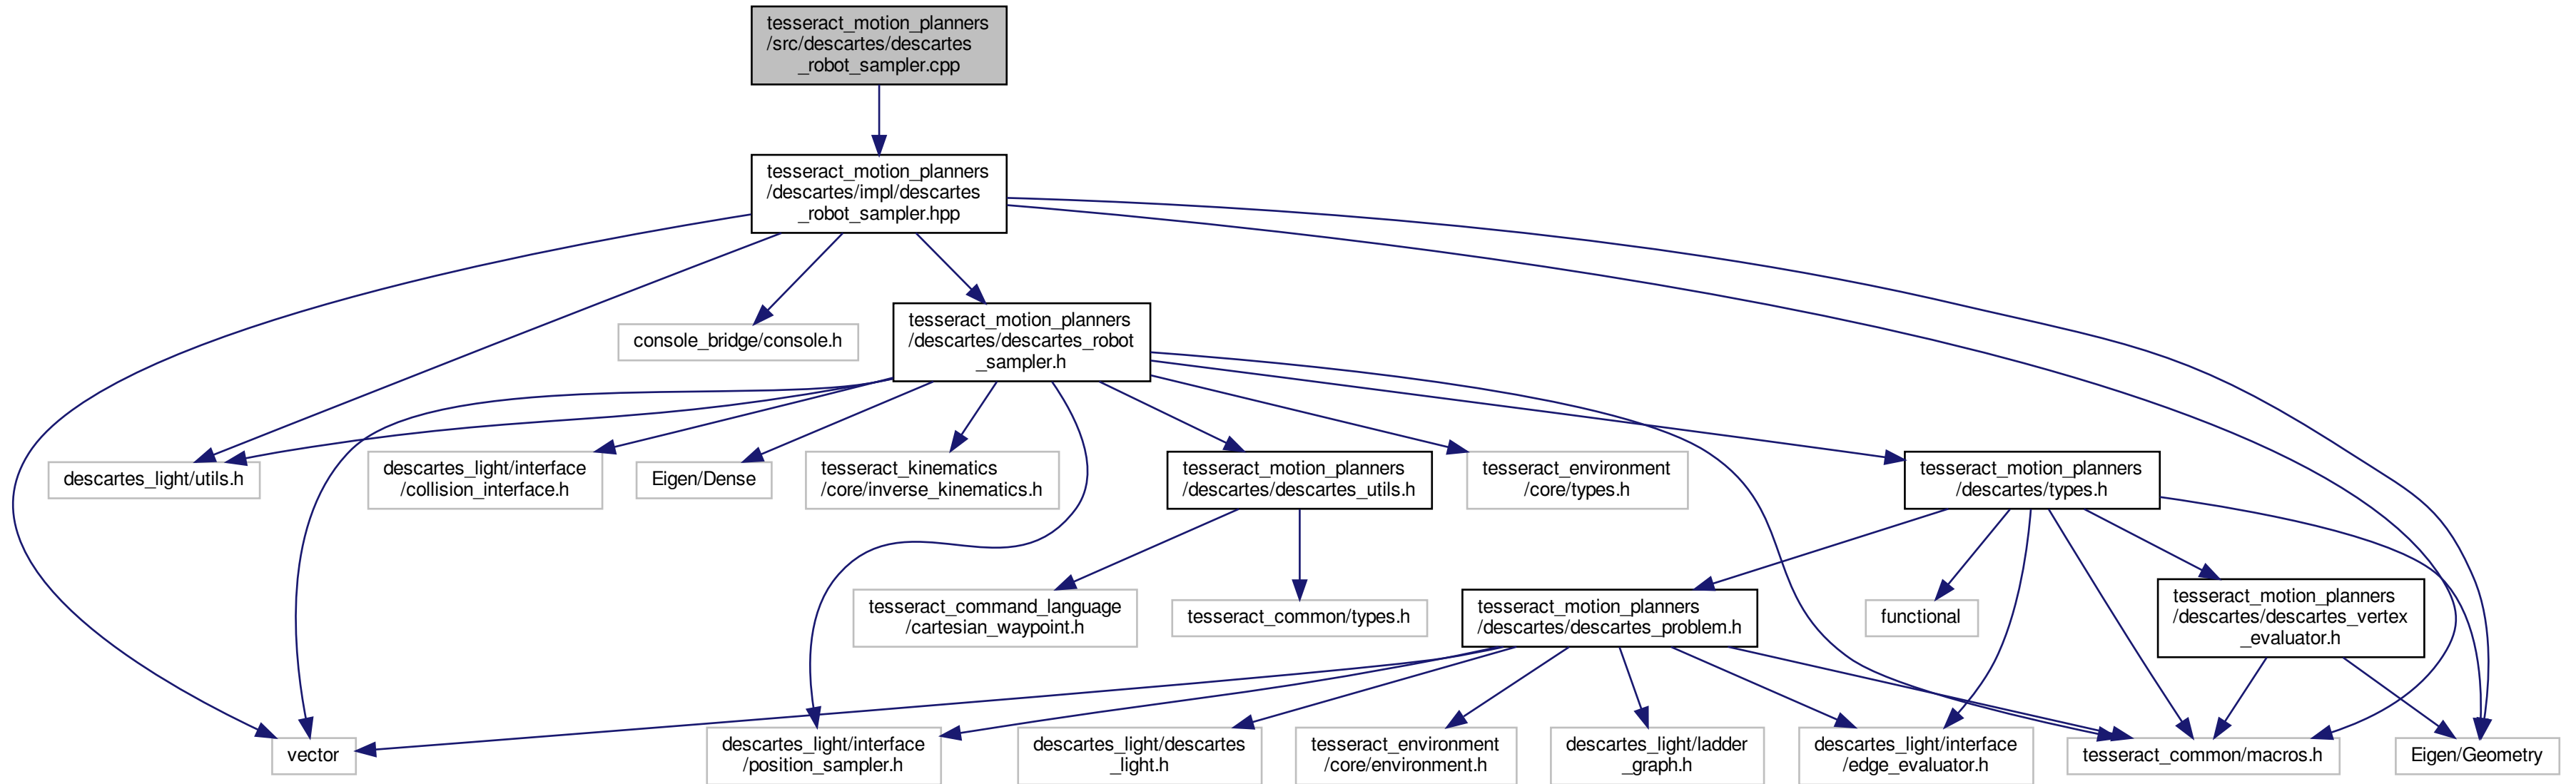 tesseract_motion_planners
/src/descartes/descartes
_robot_sampler.cpp
tesseract_motion_planners
/descartes/impl/descartes
_robot_sampler.hpp
console_bridge/console.h
tesseract_motion_planners
/descartes/descartes_robot
_sampler.h
descartes_light/utils.h
descartes_light/interface
/collision_interface.h
Eigen/Dense
tesseract_kinematics
/core/inverse_kinematics.h
tesseract_motion_planners
/descartes/descartes_utils.h
tesseract_environment
/core/types.h
tesseract_motion_planners
/descartes/types.h
tesseract_command_language
/cartesian_waypoint.h
tesseract_common/types.h
tesseract_motion_planners
/descartes/descartes_problem.h
functional
tesseract_motion_planners
/descartes/descartes_vertex
_evaluator.h
vector
descartes_light/interface
/position_sampler.h
descartes_light/descartes
_light.h
tesseract_environment
/core/environment.h
descartes_light/ladder
_graph.h
descartes_light/interface
/edge_evaluator.h
tesseract_common/macros.h
Eigen/Geometry